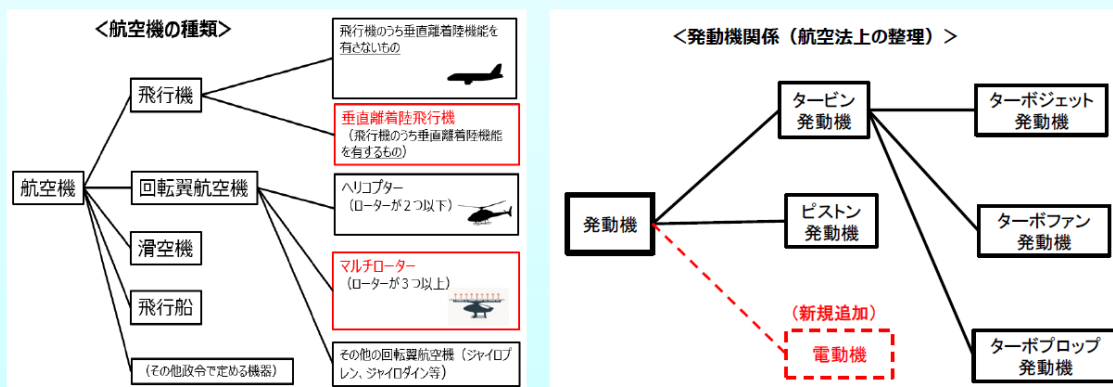 <航空機の種類>
飛行機のうち垂直離着陸機能を
有さないもの
飛行機
垂直離着陸飛行機
(飛行機のうち垂直離着陸機能
を有するもの)
航空機
回転翼航空機
ヘリコプター
(ローターが2つ以下)
滑空機
マルチローター
(ローターが3つ以上)
飛行船
(その他政令で定める機器)
その他の回転翼航空機(ジャイロプ
レン、ジャイロダイン等)
<発動機関係(航空法上の整理)>
タービン
発動機
ターボジェット
発動機
発動機
ピストン
発動機
ターボファン
発動機
(新規追加)
電動機
ターボプロップ
発動機